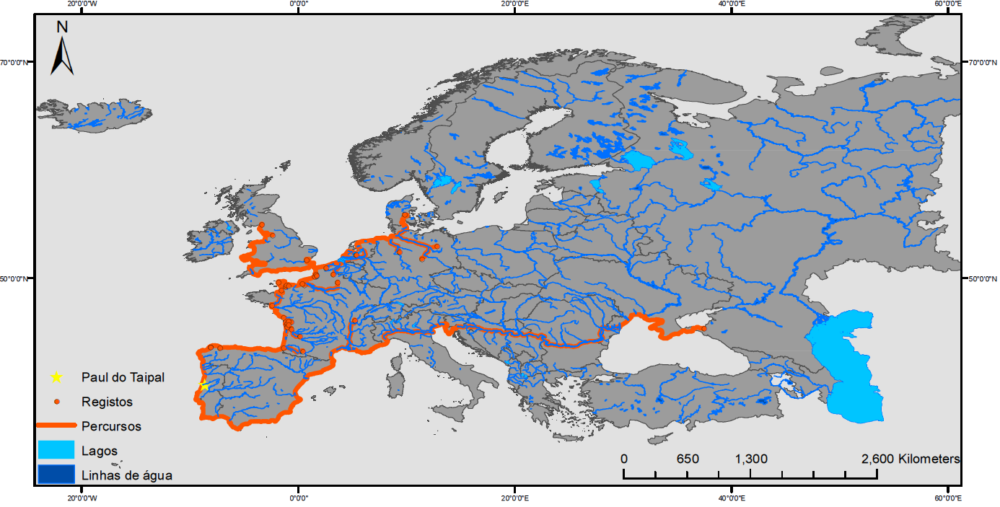 20°0'0"W 0°0'0" 20°0'0"E 40°0'0"E 60°0'0"E
N
70°0'0"N 70°0'0"N
50°0'0"N 50°0'0"N
Paul do Taipal
Registos
Percursos
Lagos
Linhas de água
0 650 1,300 2,600 Kilometers
20°0'0"W 0°0'0" 20°0'0"E 40°0'0"E 60°0'0"E